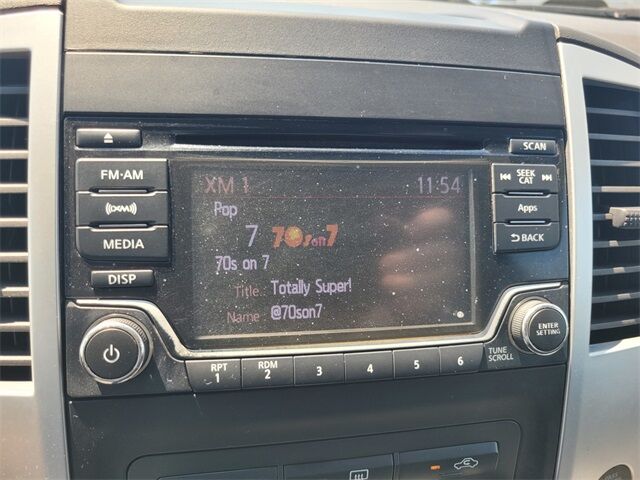 SCAN
FM·AM
SEEK
CAT
XM
Apps
MEDIA
BACK
DISP
XM 1 11:54
Pop
7 70s on 7
70s on 7
Title : Totally Super!
Name : @70son7
ENTER
SETTING
TUNE
SCROLL
RPT
1
RDM
2
3
4
5
6